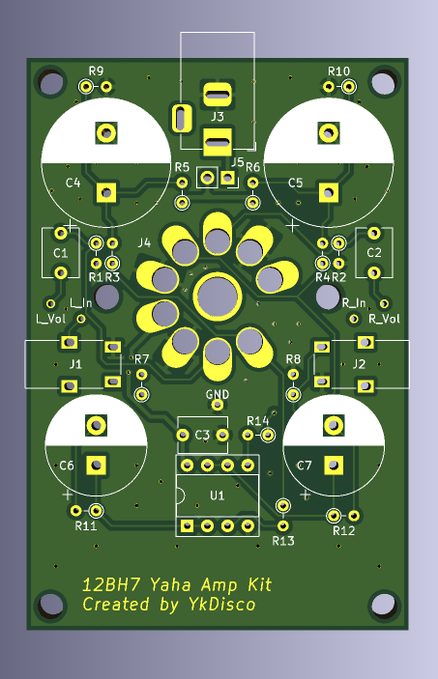 R9
R10
J3
J5
R5
R6
C4
C5
J4
C1
C2
R1R3
R4R2
L_In
R_In
L_Vol
R_Vol
J1
J2
R7
R8
GND
R14
C3
C6
C7
U1
R11
R12
R13
12BH7 Yaha Amp Kit
Created by YkDisco